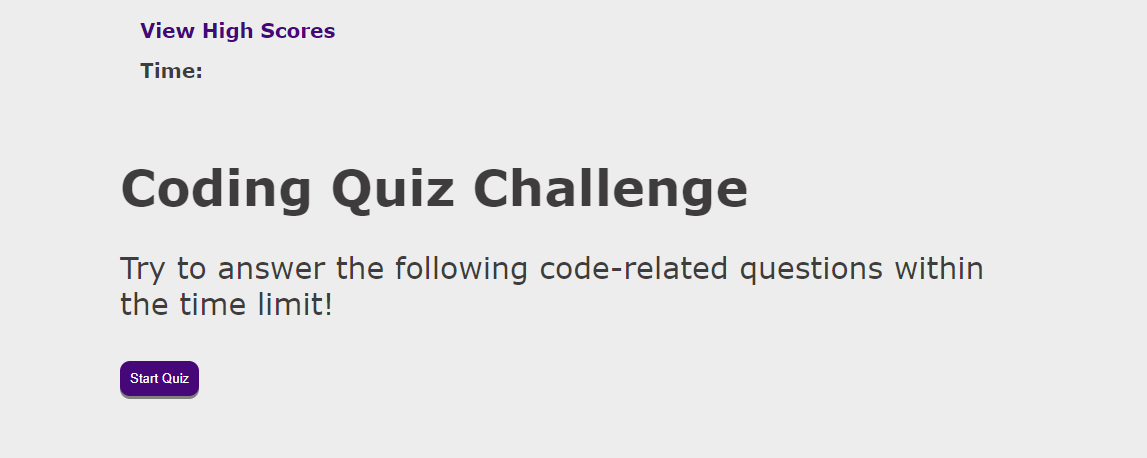 View High Scores
Time:
Coding Quiz Challenge
Try to answer the following code-related questions within
the time limit!
Start Quiz